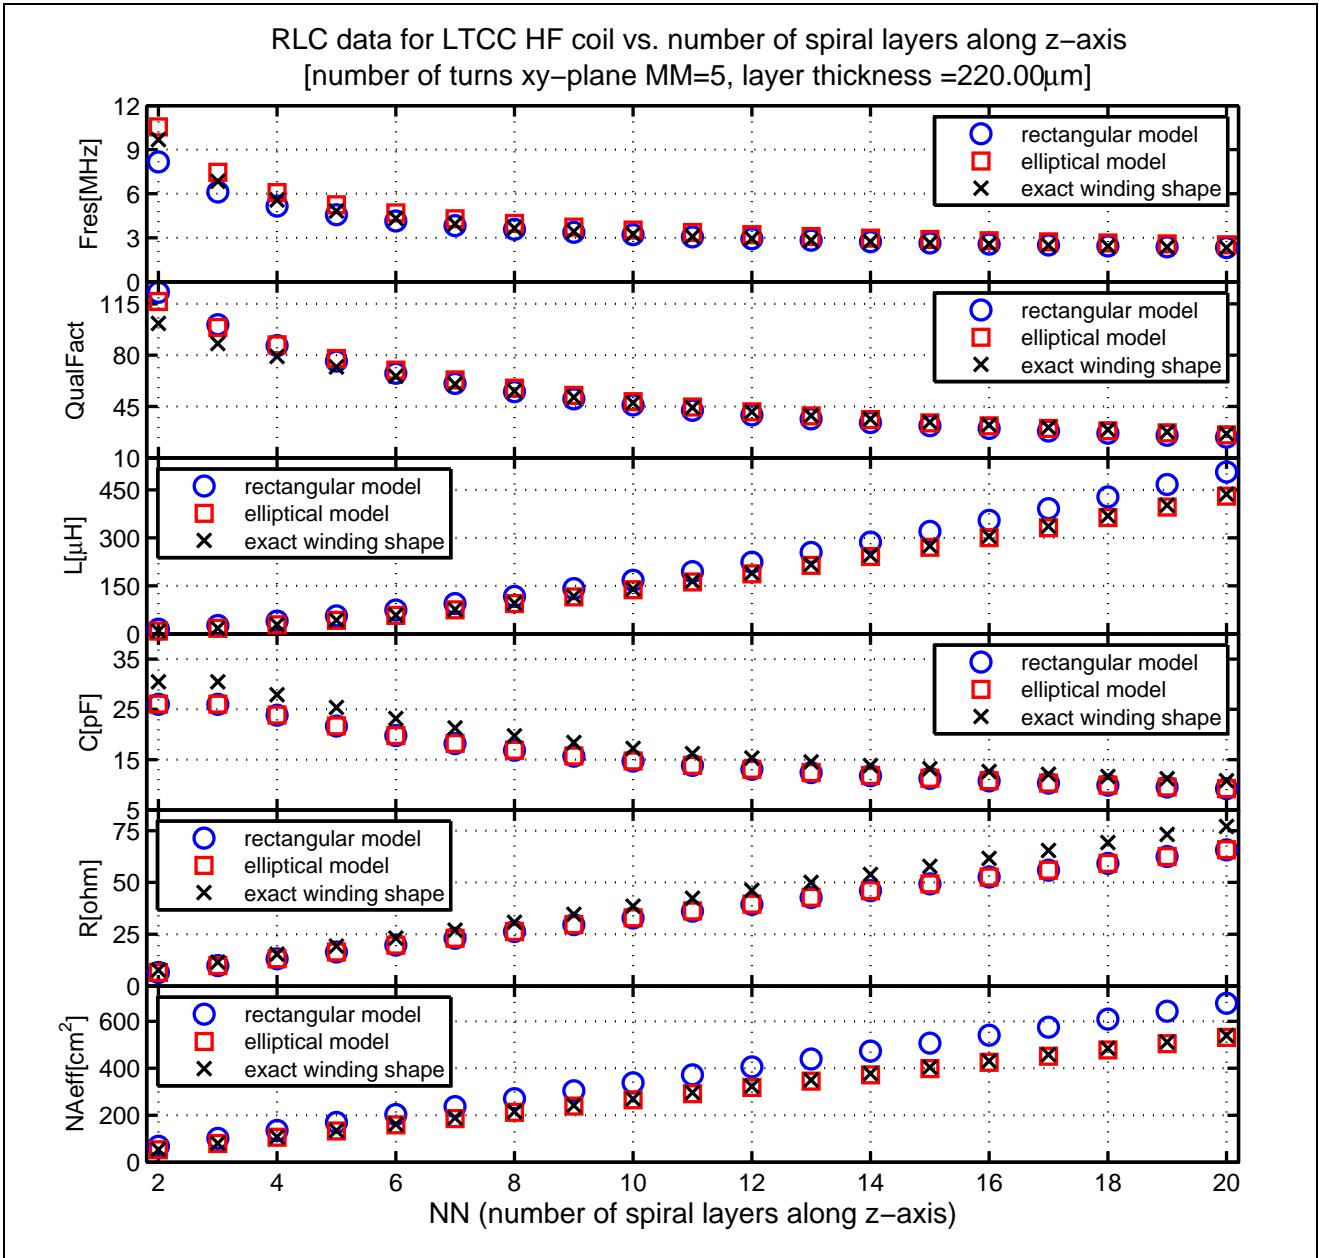 RLC data for LTCC HF coil vs. number of spiral layers along z−axis
[number of turns xy−plane MM=5, layer thickness =220.00μm]
12
9
6
3
0
Fres[MHz]
rectangular model
elliptical model
exact winding shape
115
80
45
10
QualFact
rectangular model
elliptical model
exact winding shape
450
300
150
0
L[μH]
rectangular model
elliptical model
exact winding shape
35
25
15
5
C[pF]
rectangular model
elliptical model
exact winding shape
75
50
25
0
R[ohm]
rectangular model
elliptical model
exact winding shape
600
400
200
0
NAeff[cm²]
rectangular model
elliptical model
exact winding shape
2 4 6 8 10 12 14 16 18 20
NN (number of spiral layers along z−axis)